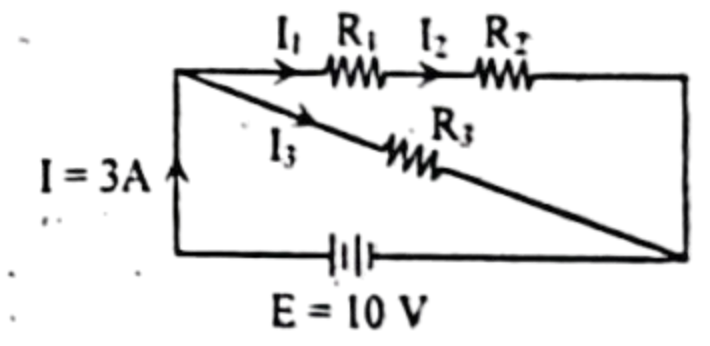 I₁ R₁ I₂ R₂
R₃
I₃
I = 3A
E = 10 V